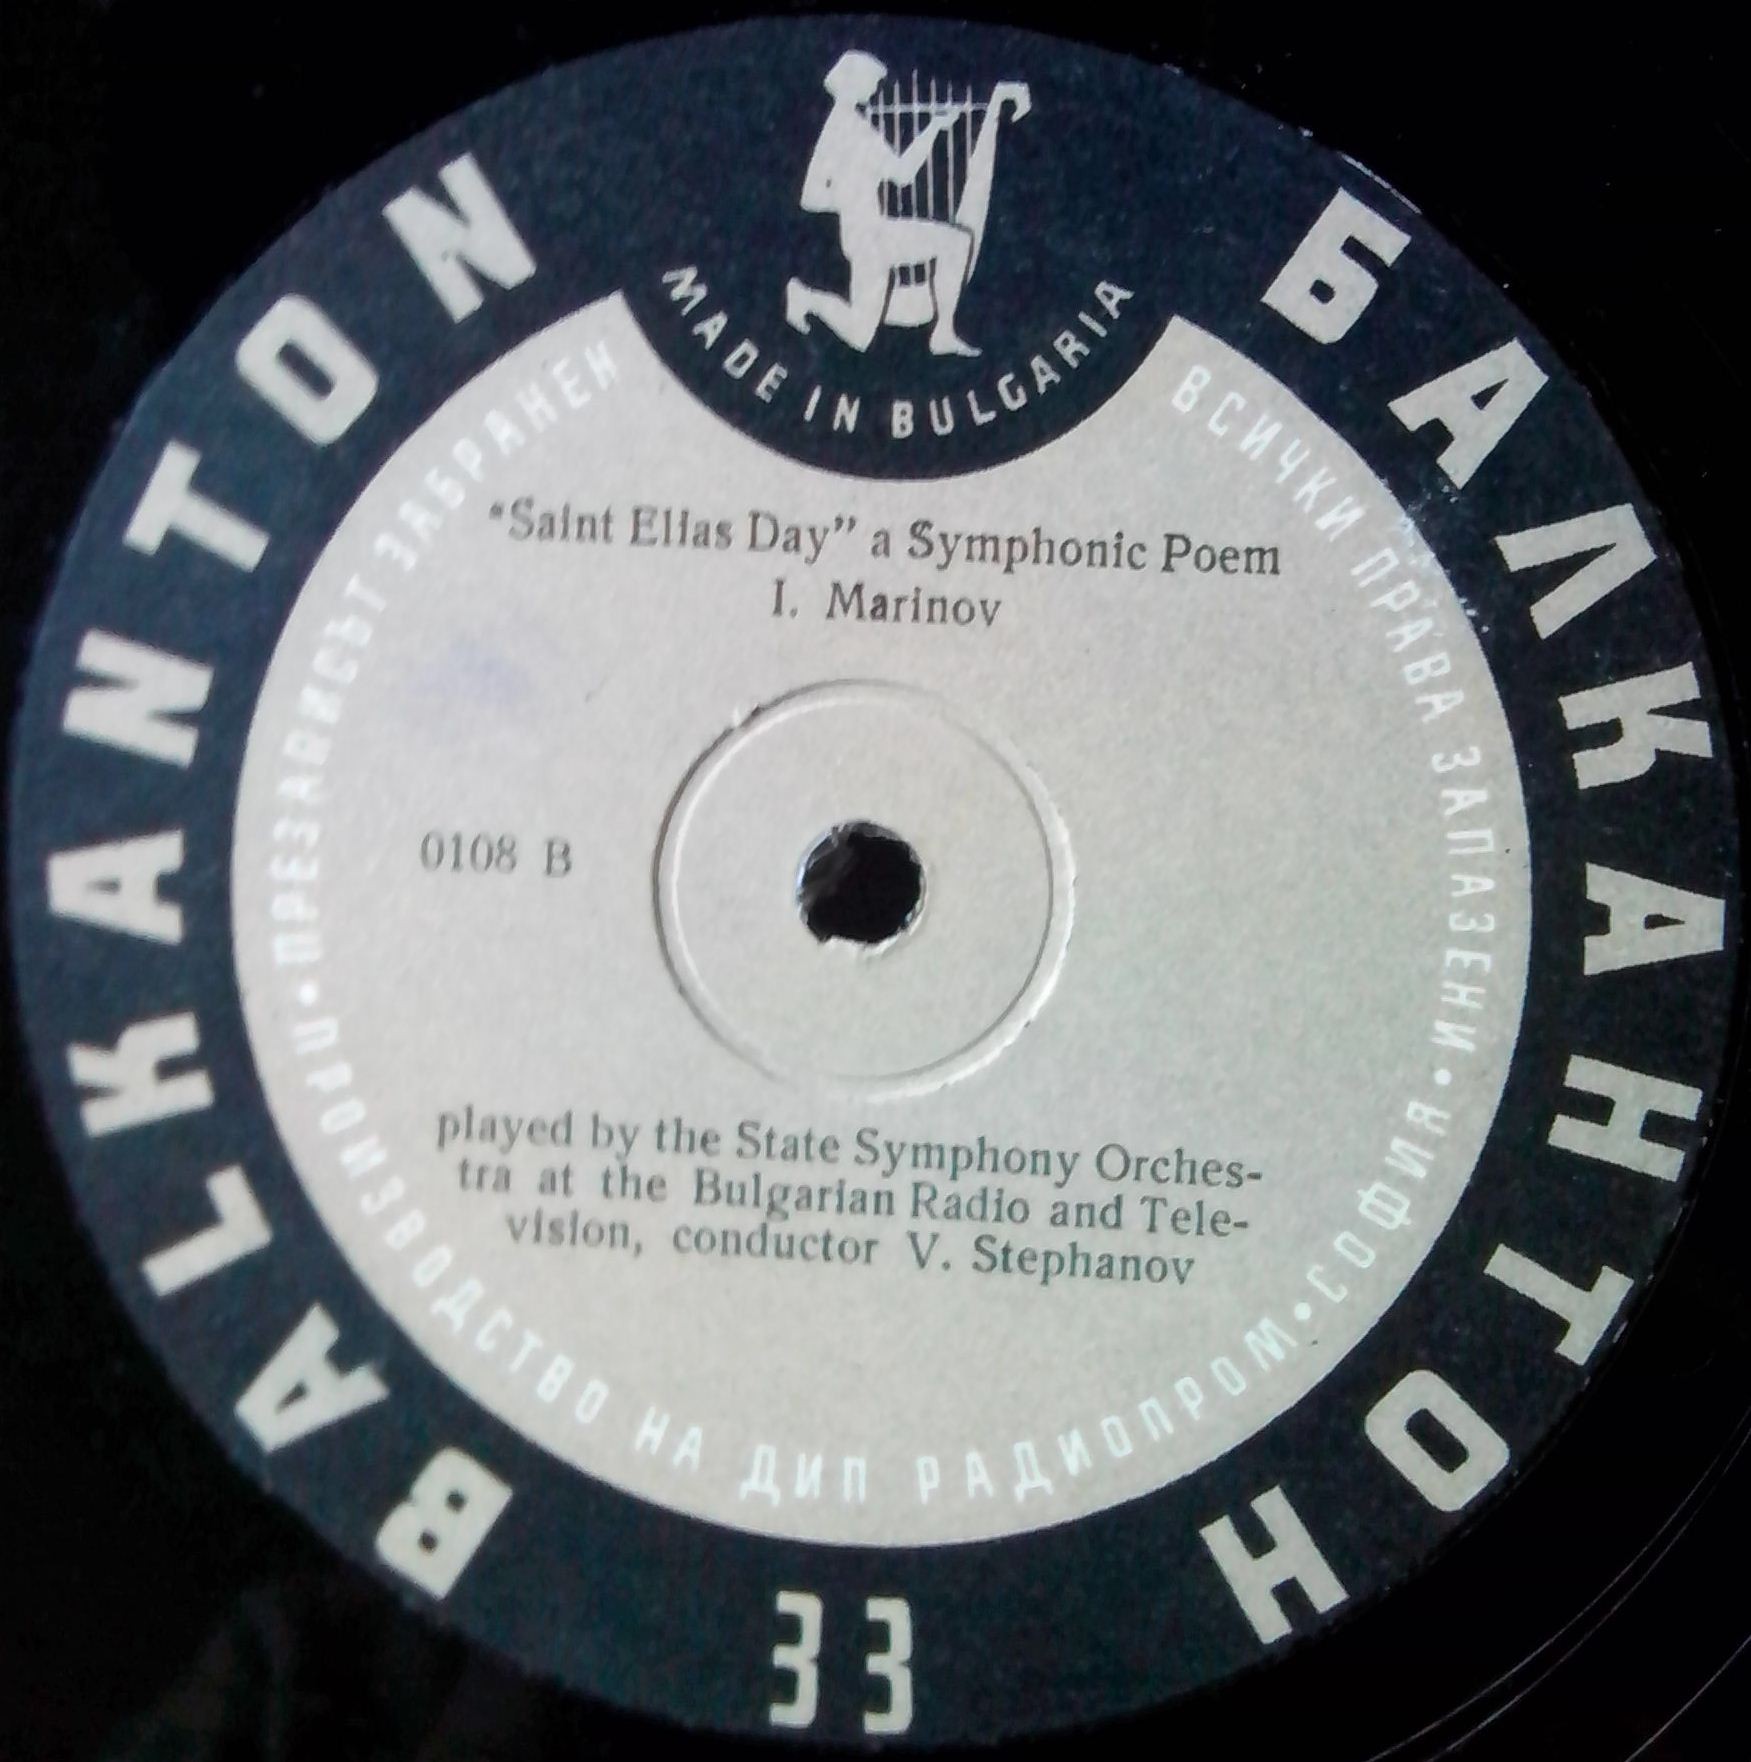 BALKANTON
БАЛКАНТОН
MADE IN BULGARIA
ВСИЧКИ ПРАВА ЗАПАЗЕНИ • СОФИЯ •
ПРОИЗВОДСТВО НА ДИП РАДИОПРОМ •
ПРЕЗАПИСЪТ ЗАБРАНЕН
"Saint Elias Day" a Symphonic Poem
I. Marinov
0108 B
played by the State Symphony Orches-
tra at the Bulgarian Radio and Tele-
vision, conductor V. Stephanov
33